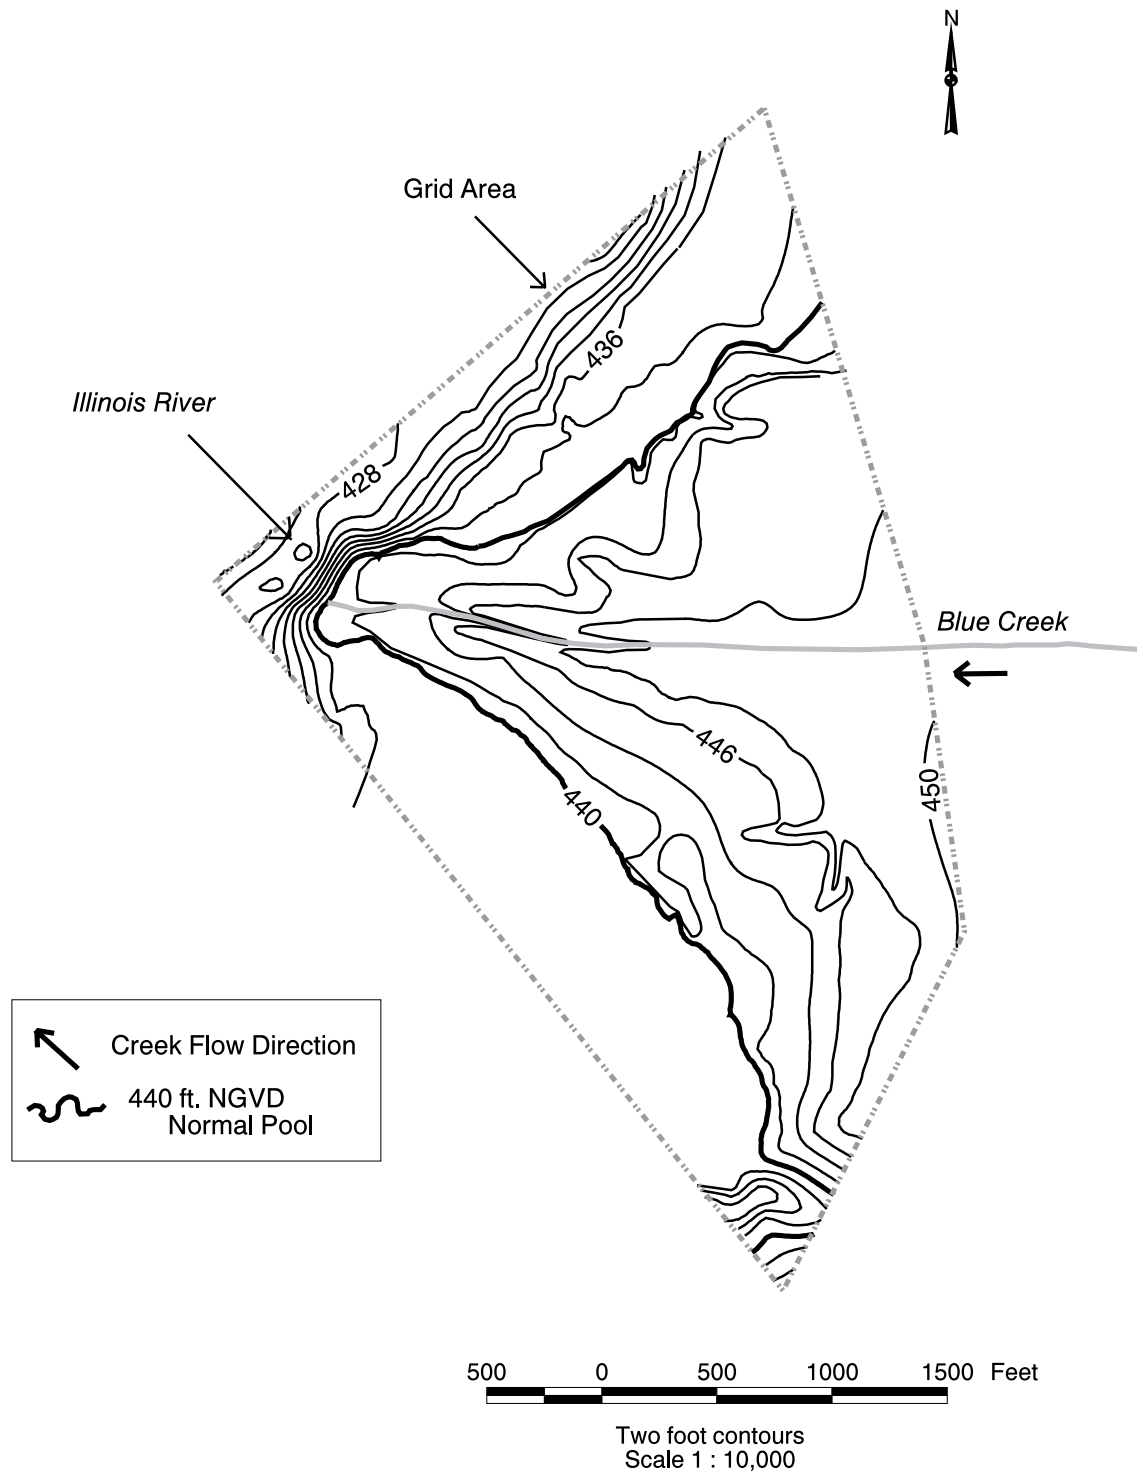 N
Grid Area
436
Illinois River
428
Blue Creek
446
450
440
Creek Flow Direction
440 ft. NGVD
Normal Pool
500 0 500 1000 1500 Feet
Two foot contours
Scale 1 : 10,000